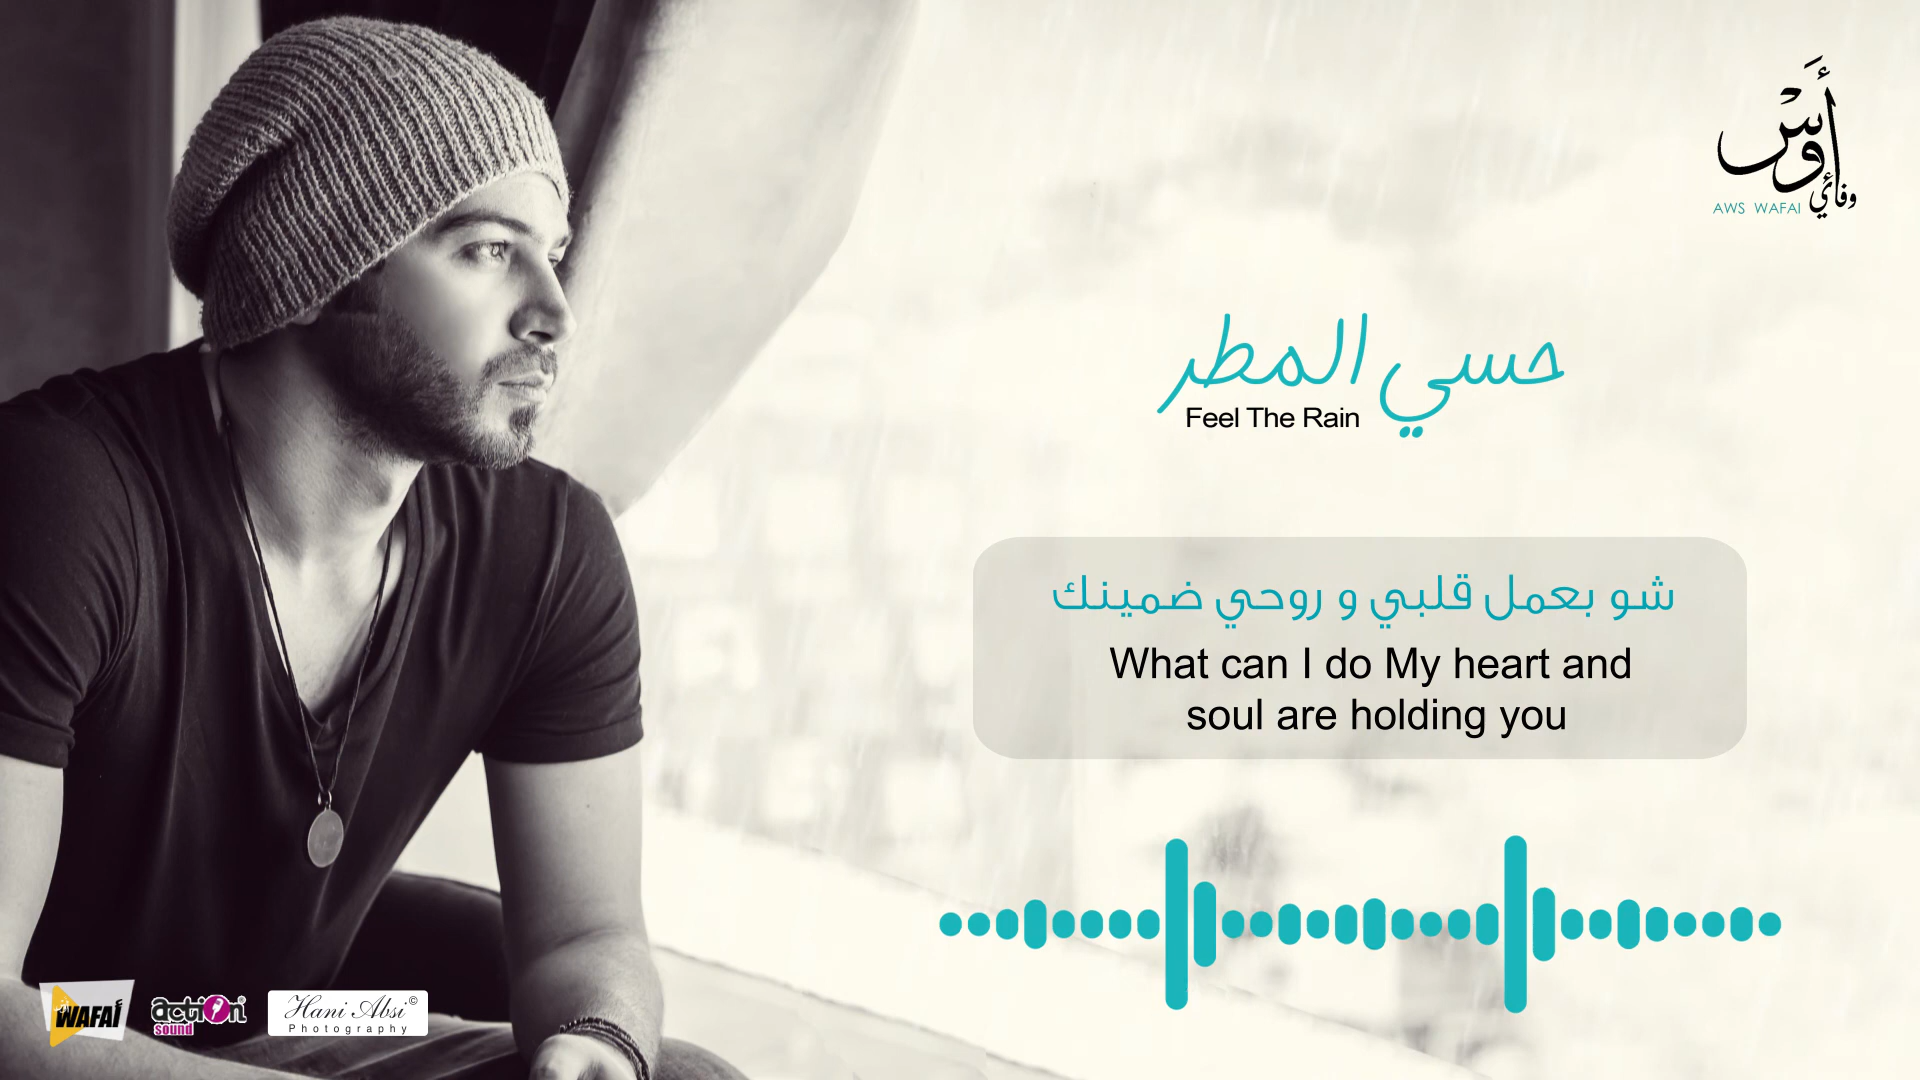 أَوْس
وفائي
AWS WAFAI
حسي المطر
Feel The Rain
شو بعمل قلبي و روحي ضمينك
What can I do My heart and
soul are holding you
WAFAI
action
sound
Hani Absi©
Photography